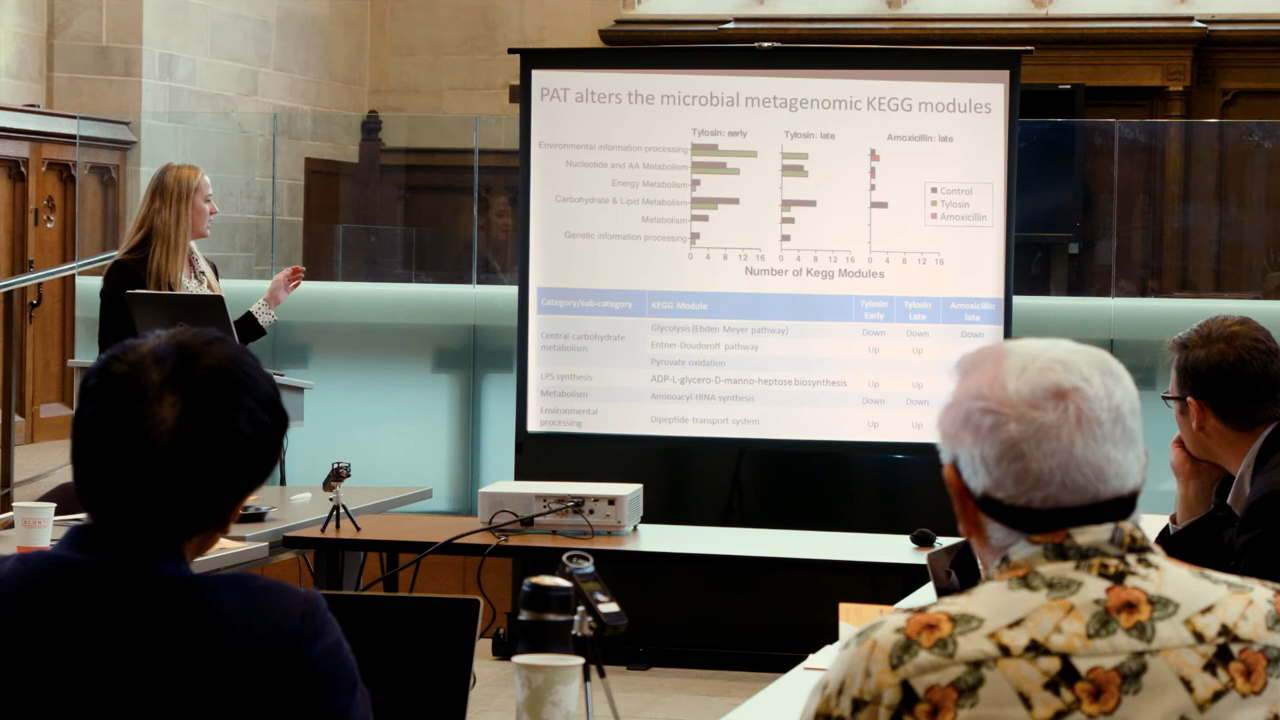 PAT alters the microbial metagenomic KEGG modules
Tylosin: early Tylosin: late Amoxicillin: late
Environmental information processing
Nucleotide and AA Metabolism
Energy Metabolism
Carbohydrate & Lipid Metabolism
Metabolism
Genetic information processing
Control
Tylosin
Amoxicillin
0 4 8 12 16 0 4 8 12 16 0 4 8 12 16
Number of Kegg Modules
Category/sub-category KEGG Module Tylosin Early Tylosin Late Amoxicillin late
Central carbohydrate metabolism Glycolysis (Ebden Meyer pathway) Down Down Down
Entner-Doudoroff pathway Up Up
Pyruvate oxidation
LPS synthesis ADP-L-glycero-D-manno-heptose biosynthesis Up Up
Metabolism Aminoacyl-tRNA synthesis Down Down
Environmental processing Dipeptide transport system Up Up